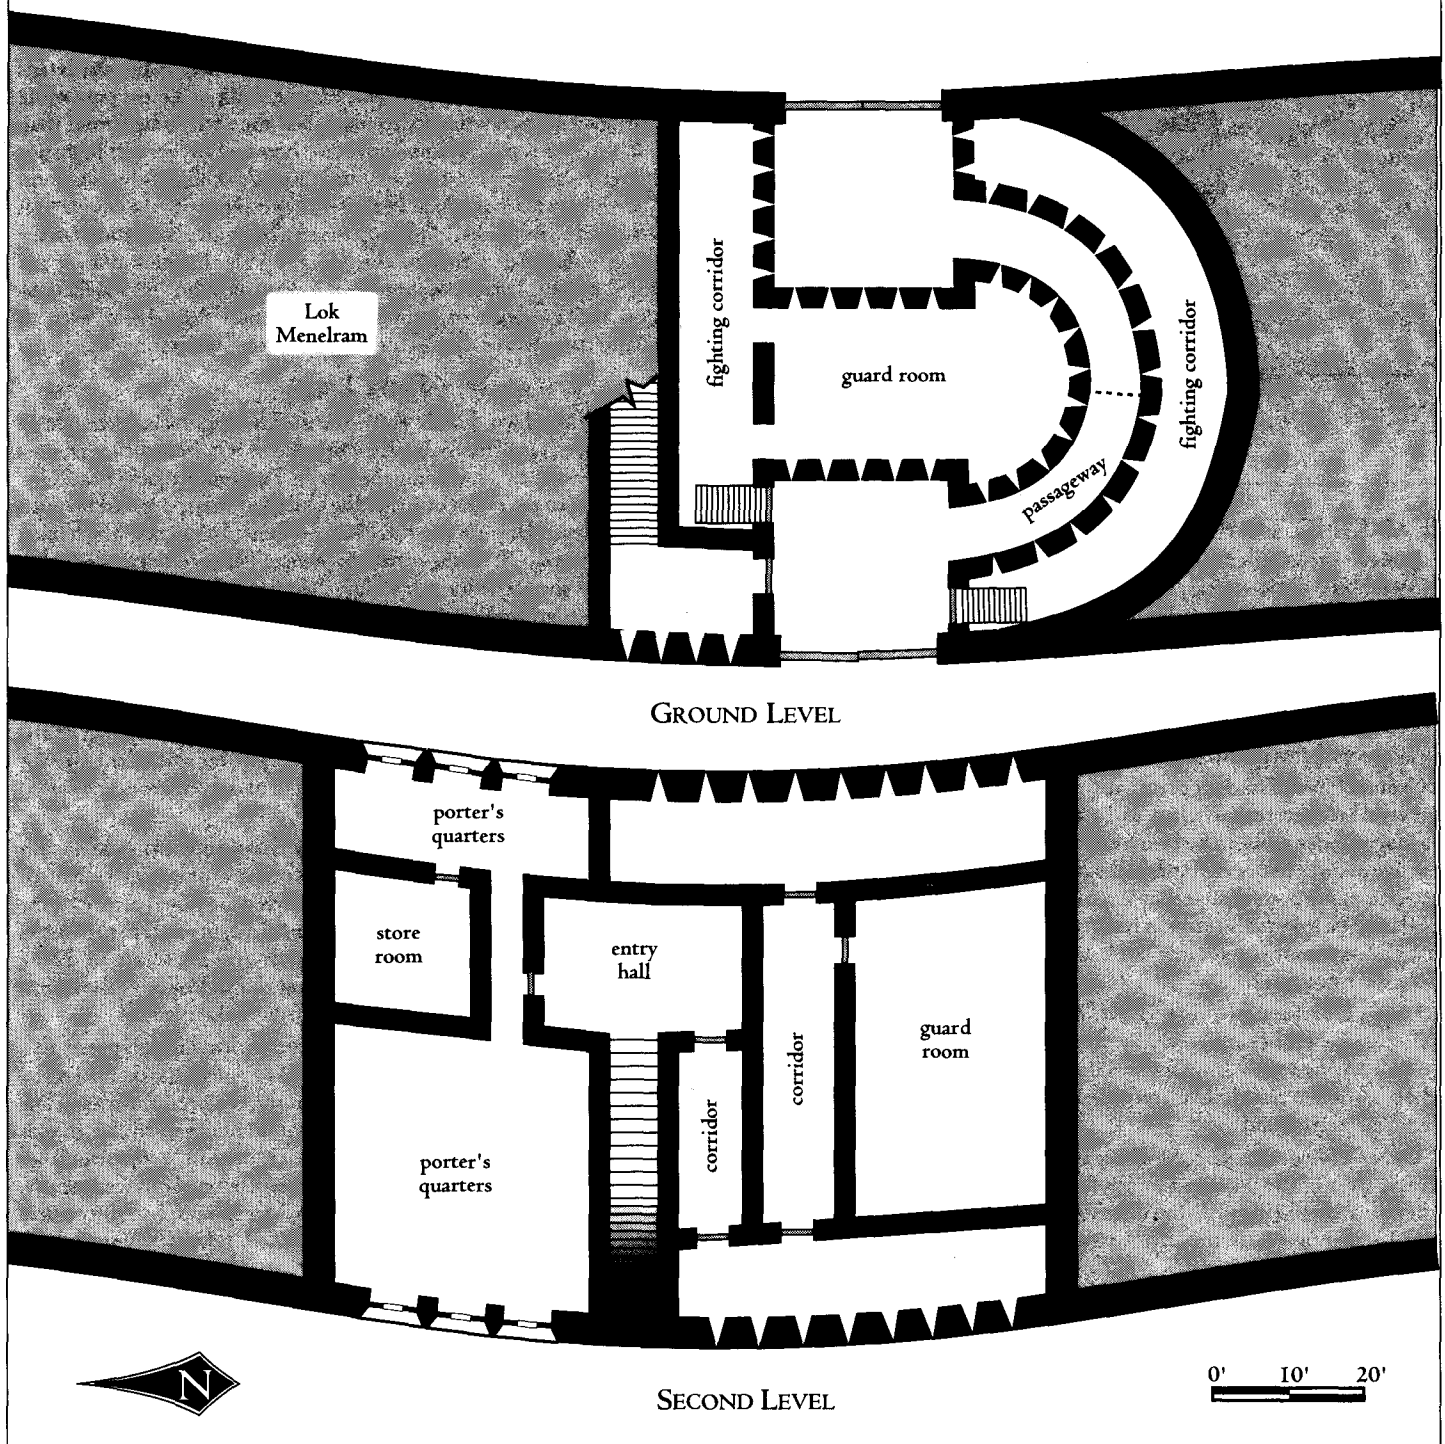 Lok
Menelram
fighting corridor
guard room
fighting corridor
passageway
GROUND LEVEL
porter's
quarters
store
room
entry
hall
corridor
guard
room
corridor
porter's
quarters
N
0' 10' 20'
SECOND LEVEL